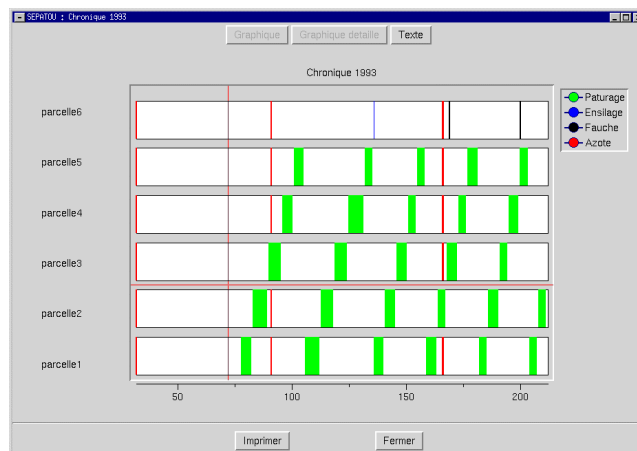 SEPATOU : Chronique 1993
Graphique
Graphique detaille
Texte
Chronique 1993
parcelle6
parcelle5
parcelle4
parcelle3
parcelle2
parcelle1
Paturage
Ensilage
Fauche
Azote
50
100
150
200
Imprimer
Fermer